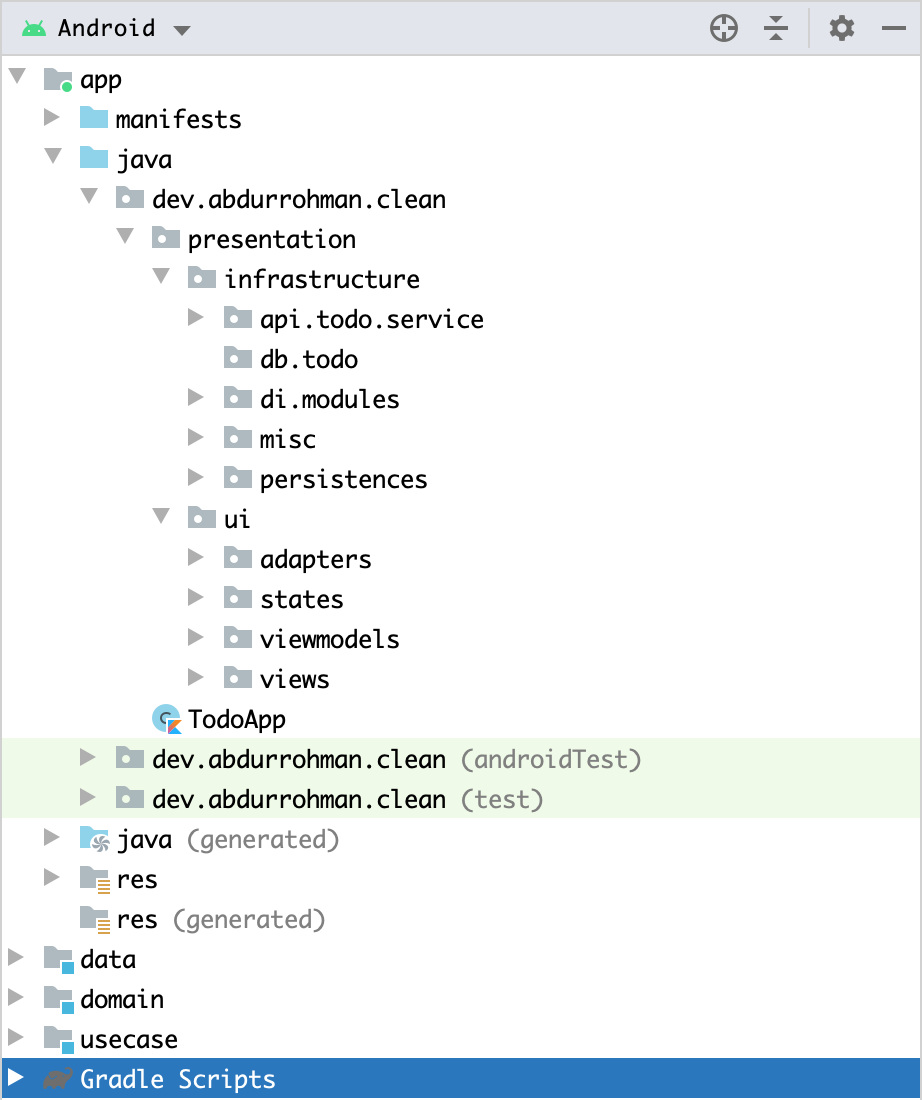 Android
app
manifests
java
dev.abdurrohman.clean
presentation
infrastructure
api.todo.service
db.todo
di.modules
misc
persistences
ui
adapters
states
viewmodels
views
TodoApp
dev.abdurrohman.clean (androidTest)
dev.abdurrohman.clean (test)
java (generated)
res
res (generated)
data
domain
usecase
Gradle Scripts